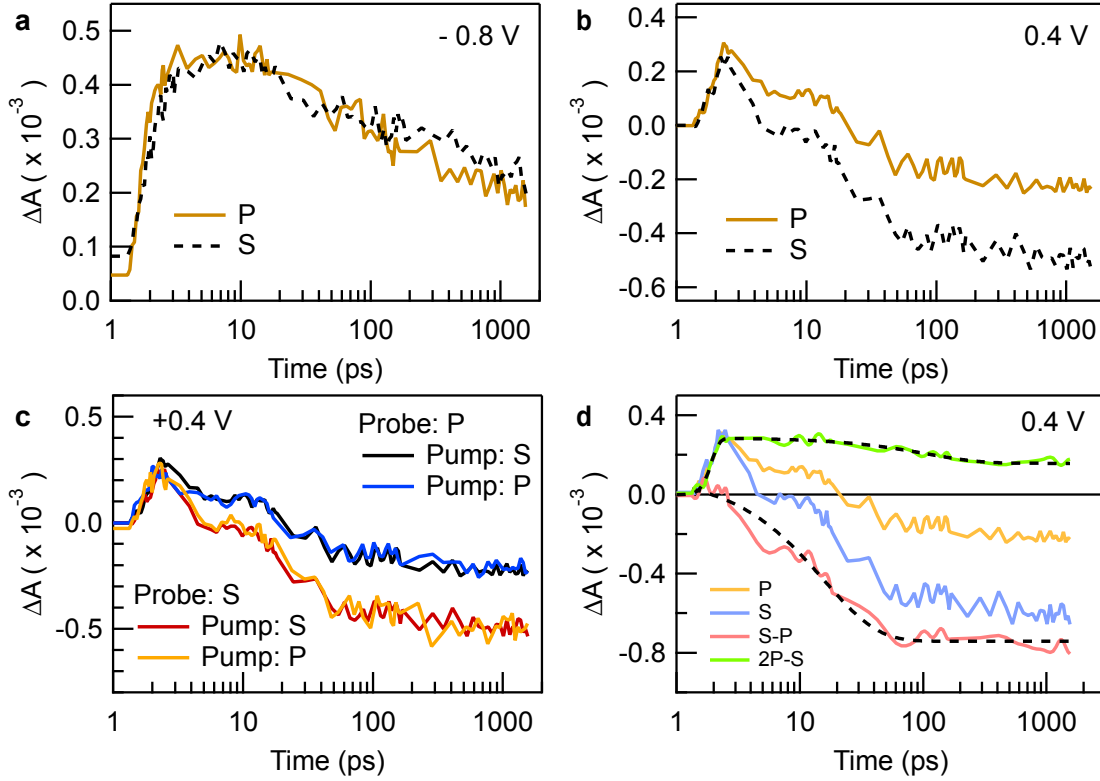 a
- 0.8 V
ΔA ( x 10⁻³)
0.5
0.4
0.3
0.2
0.1
0.0
P
S
1
10
100
1000
Time (ps)
b
0.4 V
ΔA ( x 10⁻³)
0.4
0.2
0.0
-0.2
-0.4
-0.6
P
S
1
10
100
1000
Time (ps)
c
+0.4 V
ΔA ( x 10⁻³)
0.5
0.0
-0.5
Probe: P
Pump: S
Pump: P
Probe: S
Pump: S
Pump: P
1
10
100
1000
Time (ps)
d
0.4 V
ΔA ( x 10⁻³)
0.4
0.0
-0.4
-0.8
P
S
S-P
2P-S
1
10
100
1000
Time (ps)